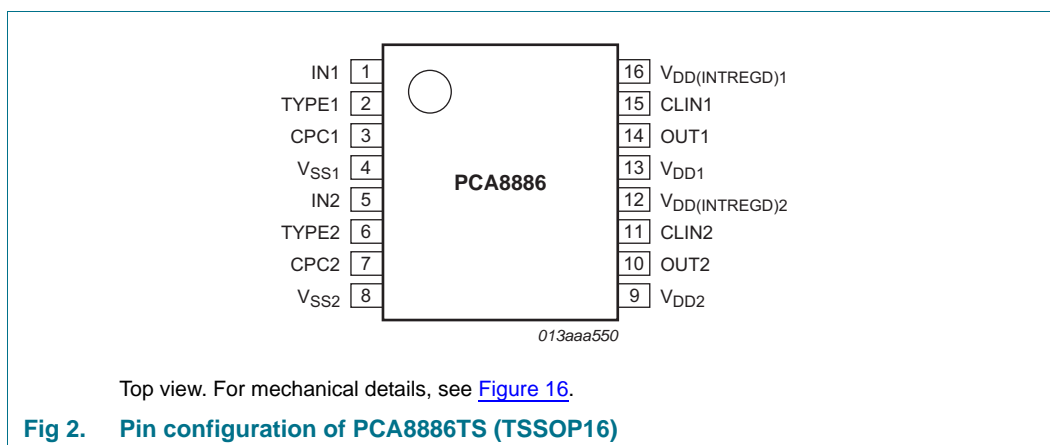 IN1 1 16 VDD(INTREGD)1
TYPE1 2 15 CLIN1
CPC1 3 14 OUT1
VSS1 4 13 VDD1
PCA8886
IN2 5 12 VDD(INTREGD)2
TYPE2 6 11 CLIN2
CPC2 7 10 OUT2
VSS2 8 9 VDD2
013aaa550
Top view. For mechanical details, see Figure 16.
Fig 2. Pin configuration of PCA8886TS (TSSOP16)